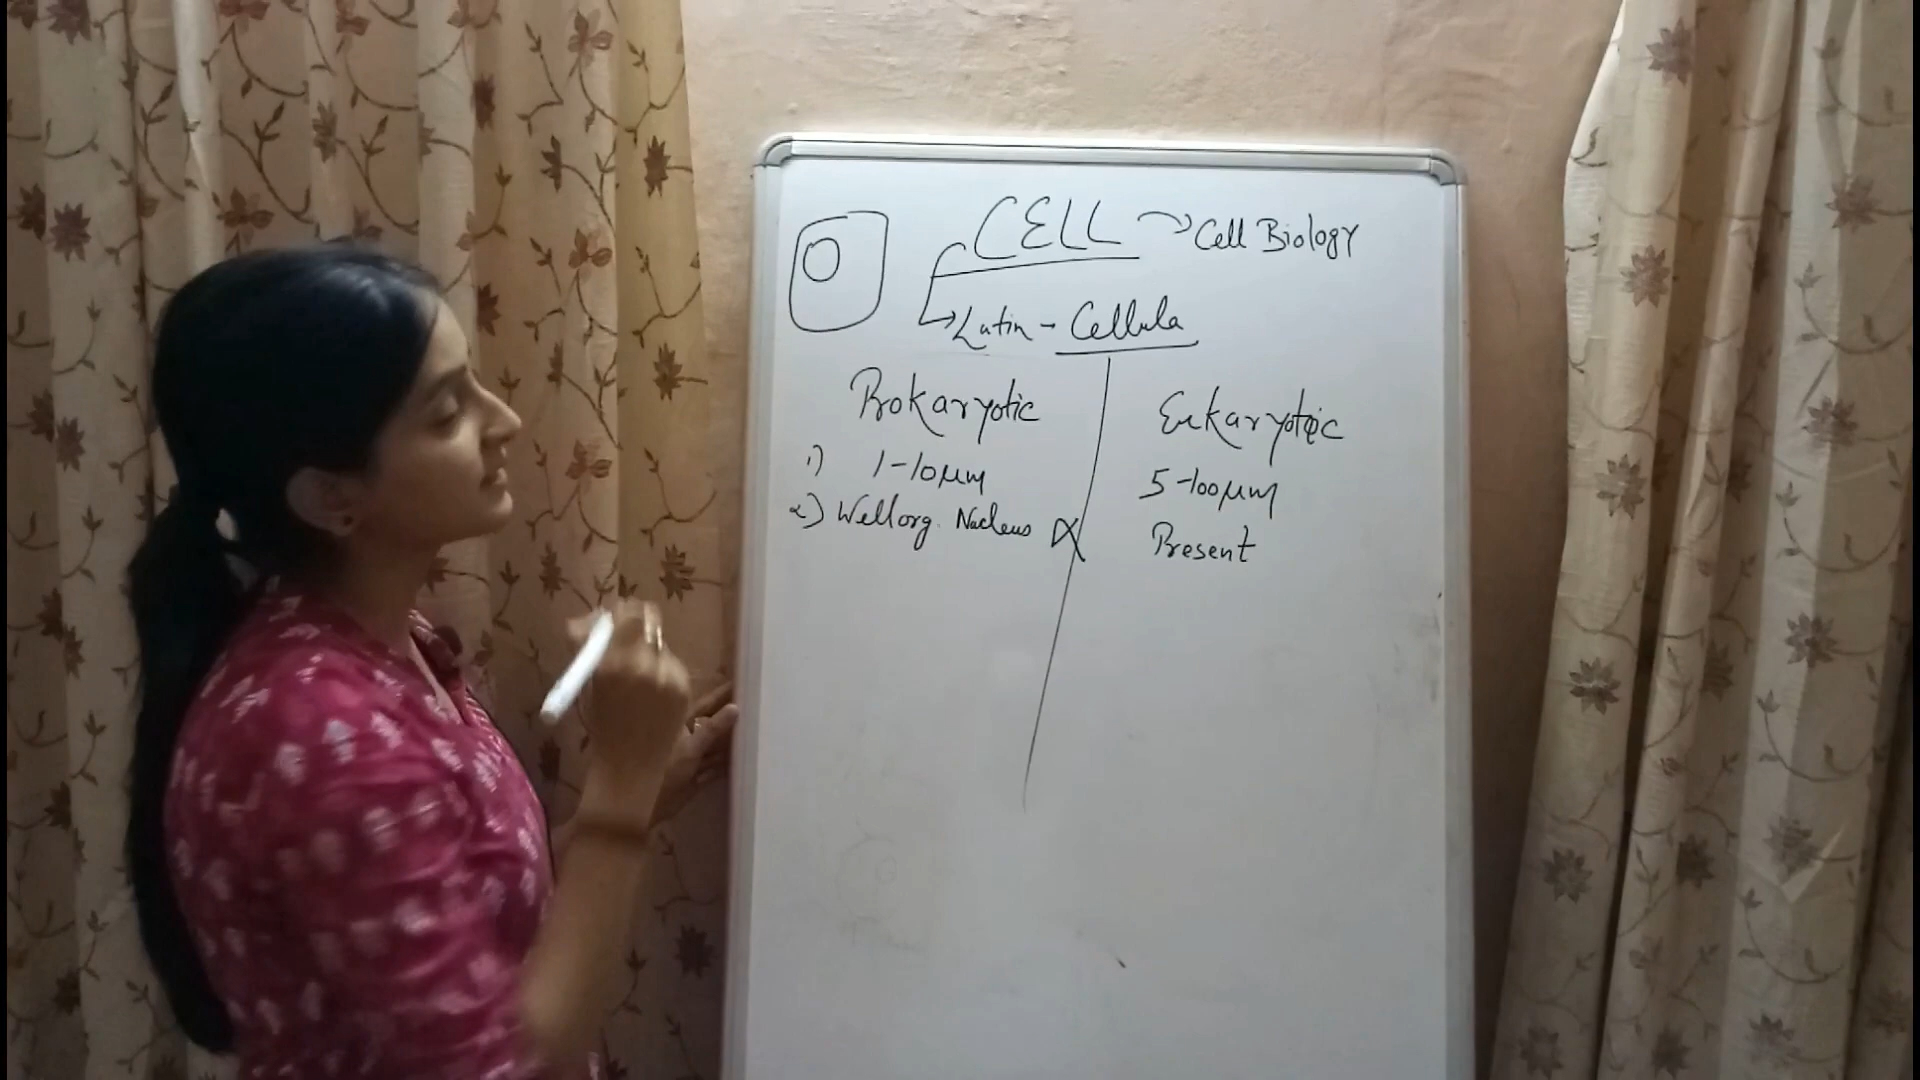 CELL → Cell Biology
→ Latin - Cellula
Prokaryotic
Eukaryotic
1) 1-10 μm
5-100 μm
2) Well org. Nucleus X
Present